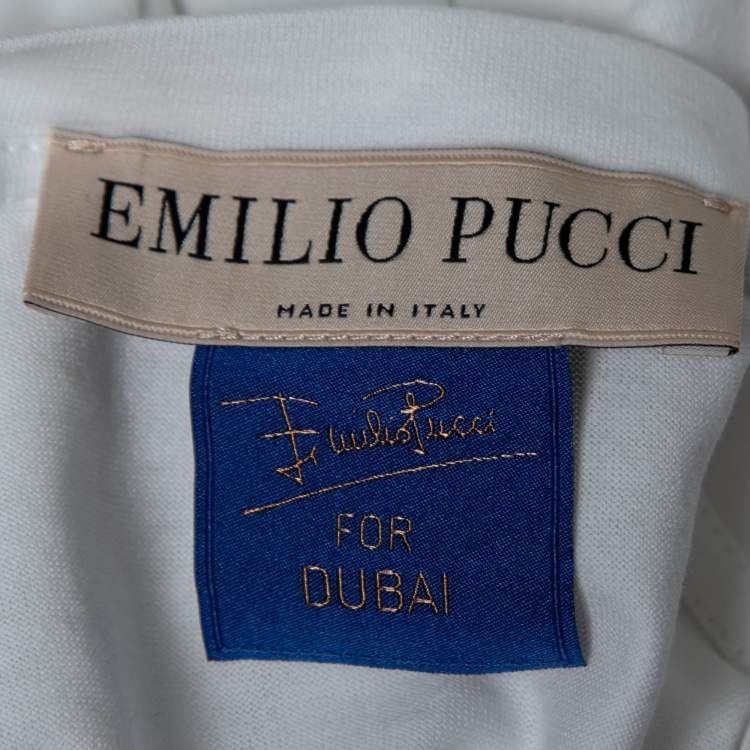 EMILIO PUCCI
MADE IN ITALY
Emilio Pucci
FOR
DUBAI